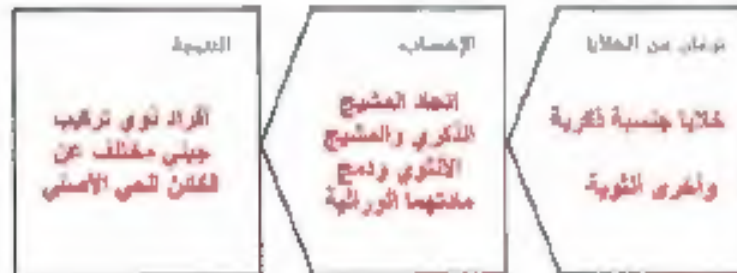 نوعان من الخلايا
خلايا جنسية ذكرية
وأخرى أنثوية
الإخصاب
اتحاد المشيج
الذكري والمشيج
الأنثوي ودمج
مادتهما الوراثية
النتيجة
أفراد ذوي تركيب
جيني مختلف عن
الكائن الحي الأصلي